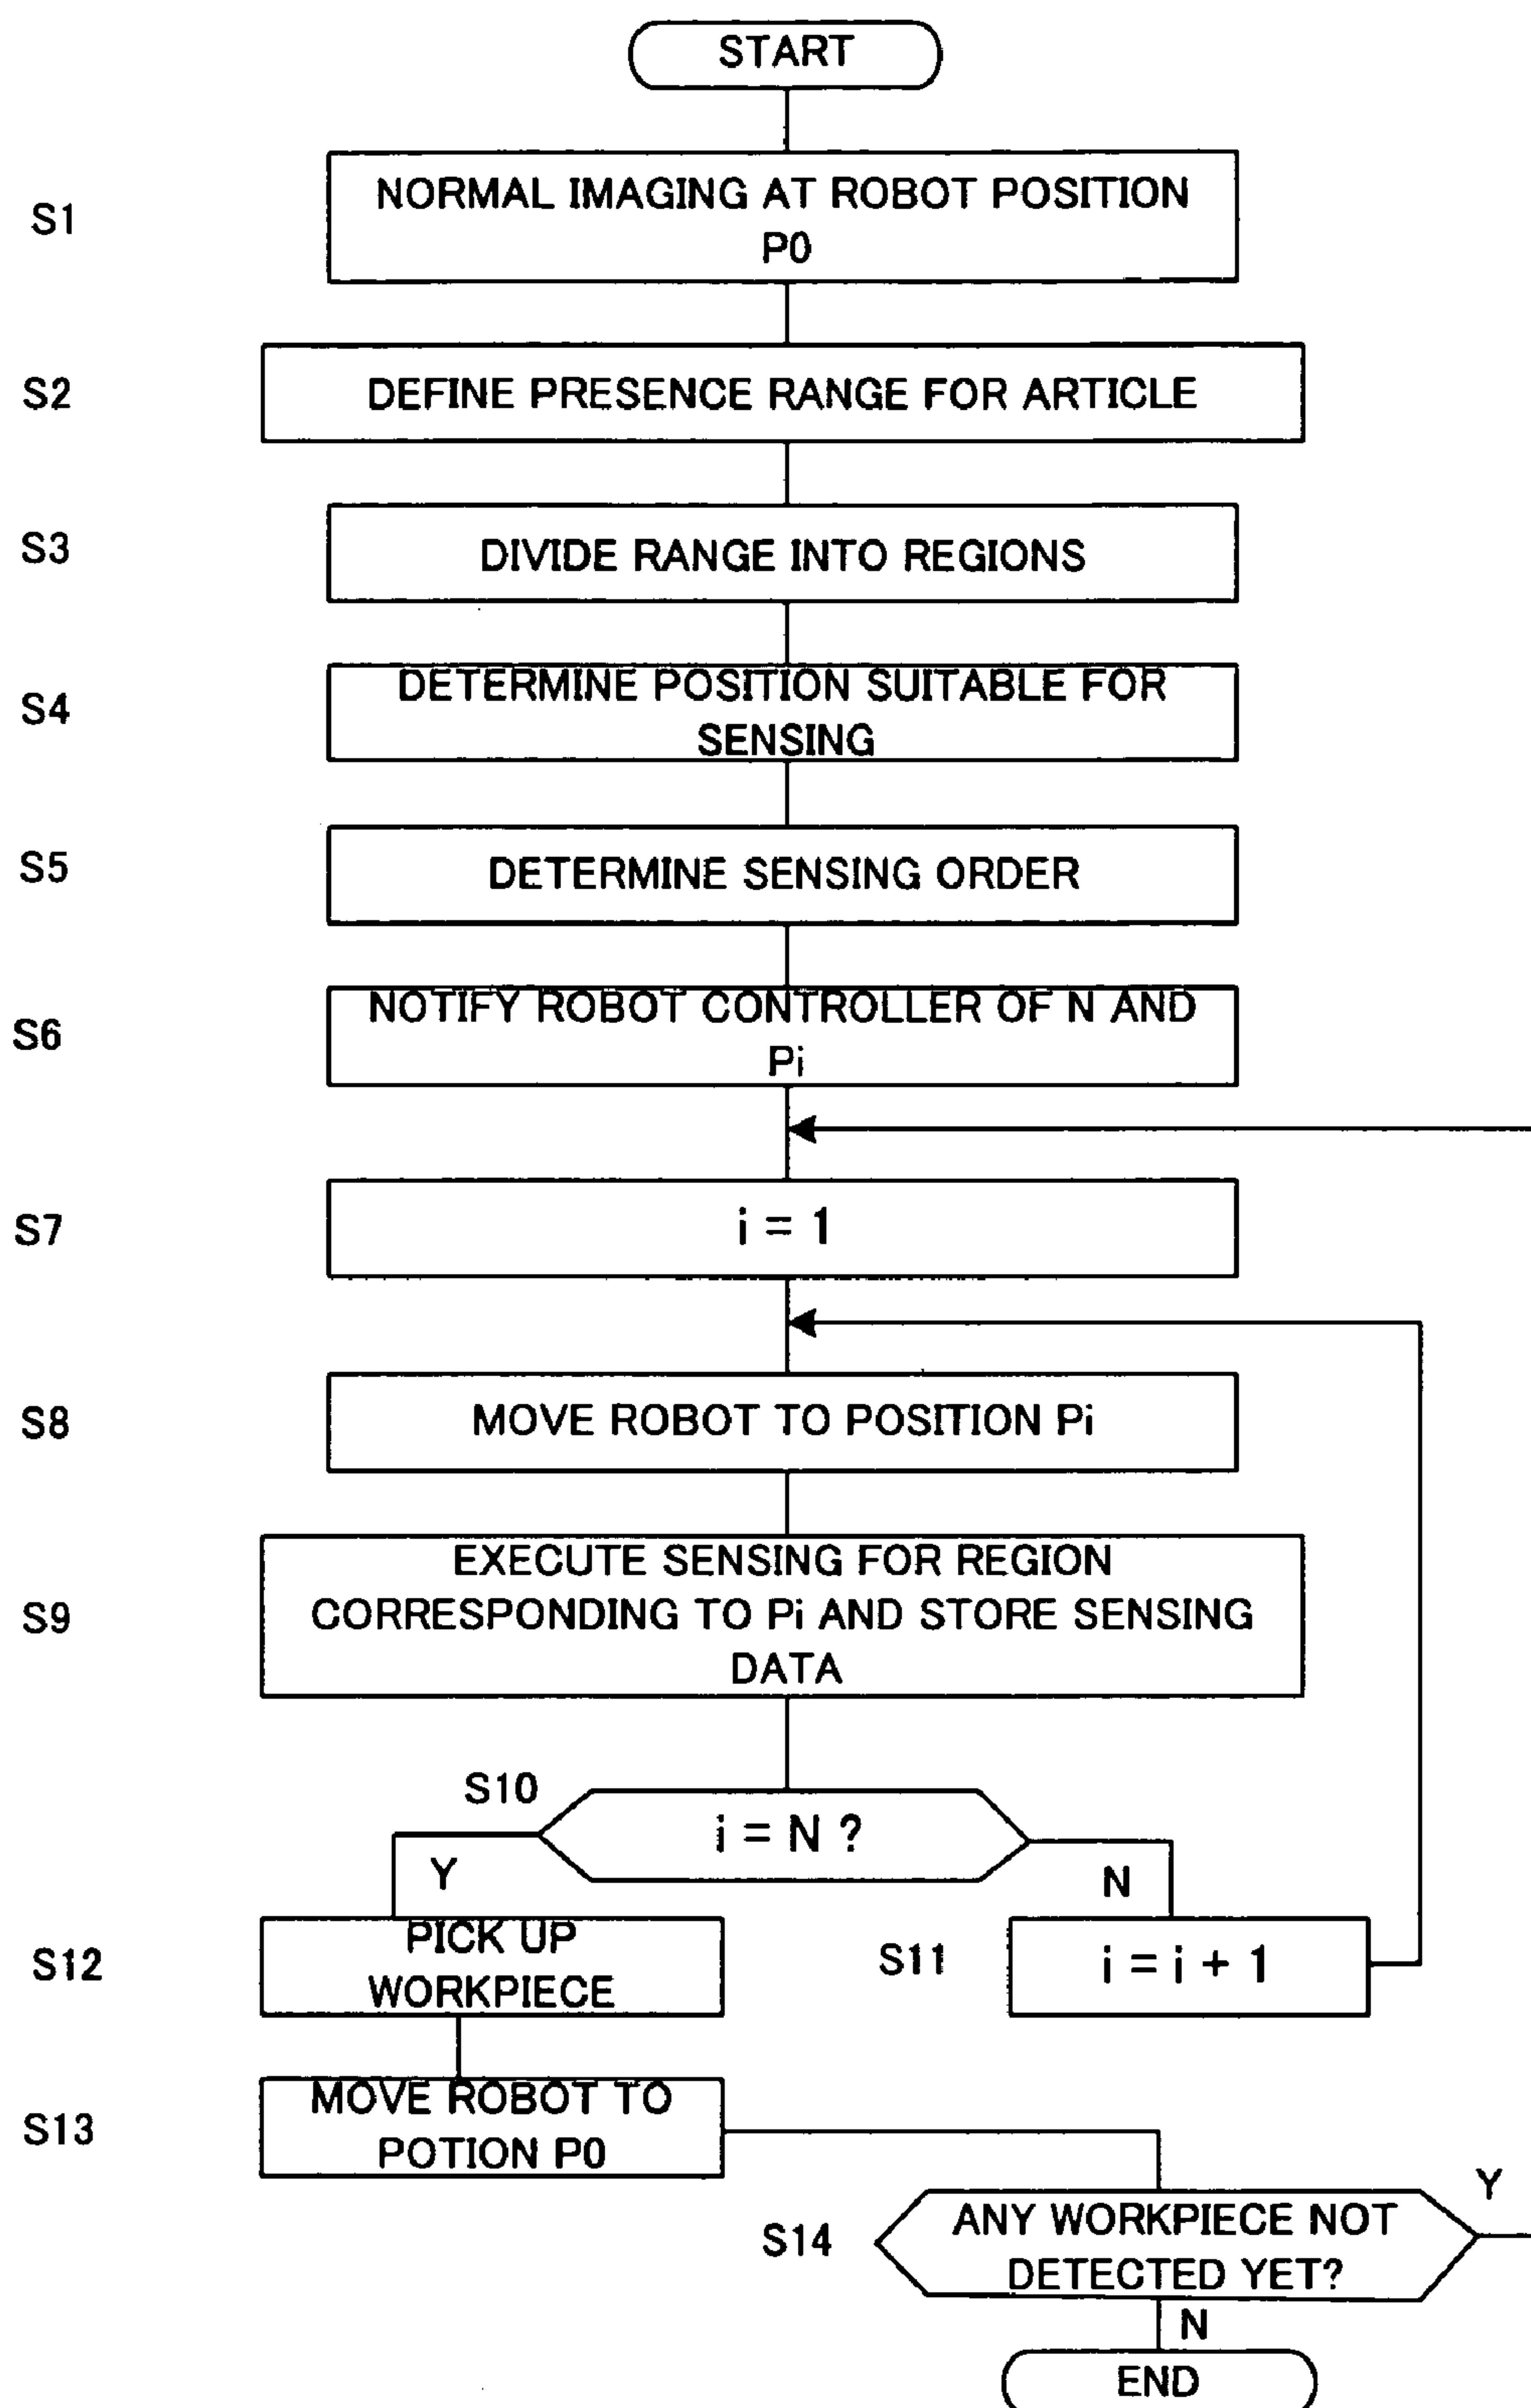 START
S1
NORMAL IMAGING AT ROBOT POSITION
P0
S2
DEFINE PRESENCE RANGE FOR ARTICLE
S3
DIVIDE RANGE INTO REGIONS
S4
DETERMINE POSITION SUITABLE FOR
SENSING
S5
DETERMINE SENSING ORDER
S6
NOTIFY ROBOT CONTROLLER OF N AND
Pi
S7
i = 1
S8
MOVE ROBOT TO POSITION Pi
S9
EXECUTE SENSING FOR REGION
CORRESPONDING TO Pi AND STORE SENSING
DATA
S10
i = N ?
Y
N
S12
PICK UP
WORKPIECE
S11
i = i + 1
S13
MOVE ROBOT TO
POTION P0
S14
ANY WORKPIECE NOT
DETECTED YET?
Y
N
END